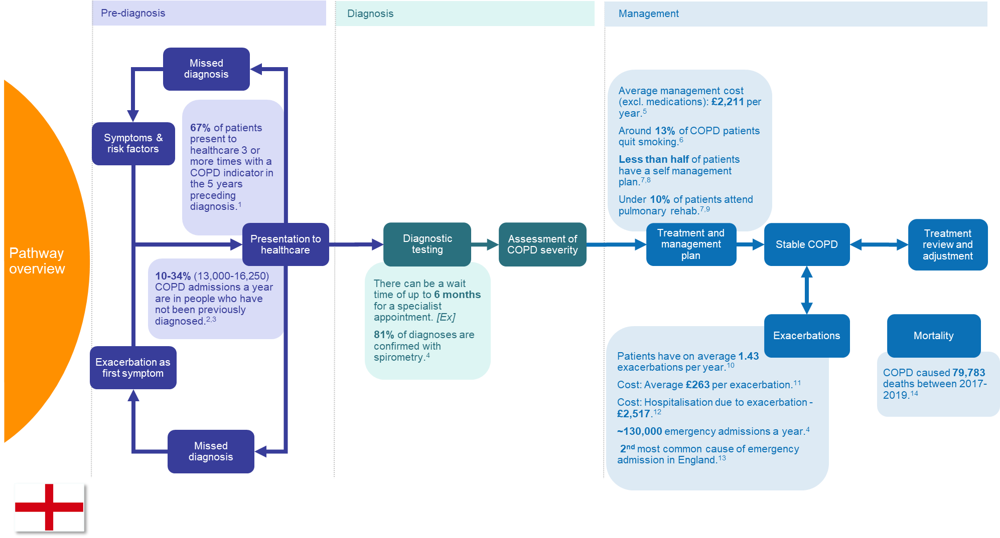 Pre-diagnosis
Diagnosis
Management
Pathway
overview
Missed
diagnosis
Symptoms &
risk factors
67% of patients
present to
healthcare 3 or
more times with a
COPD indicator in
the 5 years
preceding
diagnosis.1
Presentation to
healthcare
10-34% (13,000-16,250)
COPD admissions a year
are in people who have
not been previously
diagnosed.2,3
Exacerbation as
first symptom
Missed
diagnosis
Diagnostic
testing
There can be a wait
time of up to 6 months
for a specialist
appointment. [Ex]
81% of diagnoses are
confirmed with
spirometry.4
Assessment of
COPD severity
Average management cost
(excl. medications): £2,211 per
year.5
Around 13% of COPD patients
quit smoking.6
Less than half of patients
have a self management
plan.7,8
Under 10% of patients attend
pulmonary rehab.7,9
Treatment and
management
plan
Stable COPD
Treatment
review and
adjustment
Exacerbations
Patients have on average 1.43
exacerbations per year.10
Cost: Average £263 per exacerbation.11
Cost: Hospitalisation due to exacerbation -
£2,517.12
~130,000 emergency admissions a year.4
2nd most common cause of emergency
admission in England.13
Mortality
COPD caused 79,783
deaths between 2017-
2019.14